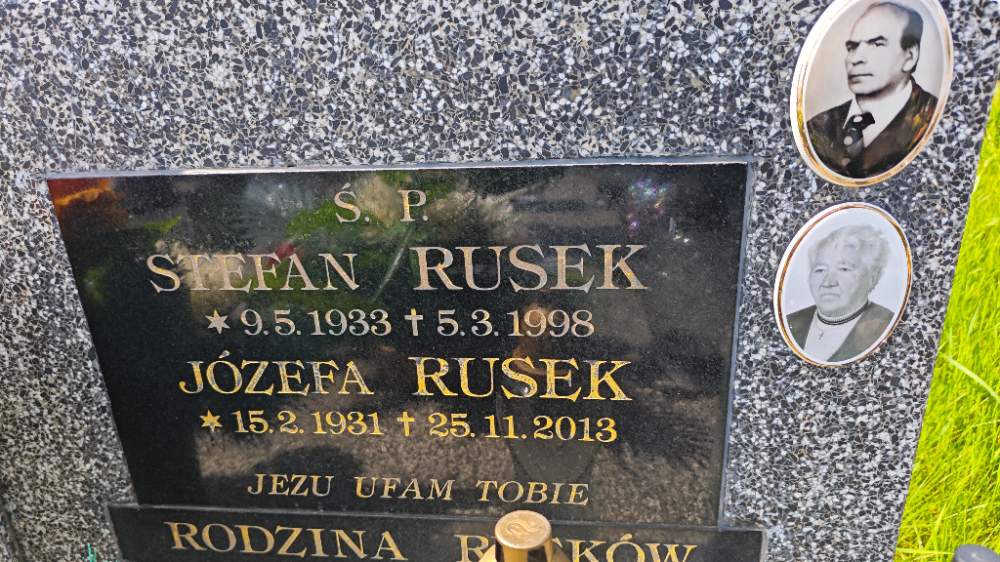 Ś. P.
STEFAN RUSEK
* 9.5.1933 † 5.3.1998
JÓZEFA RUSEK
* 15.2.1931 † 25.11.2013
JEZU UFAM TOBIE
RODZINA